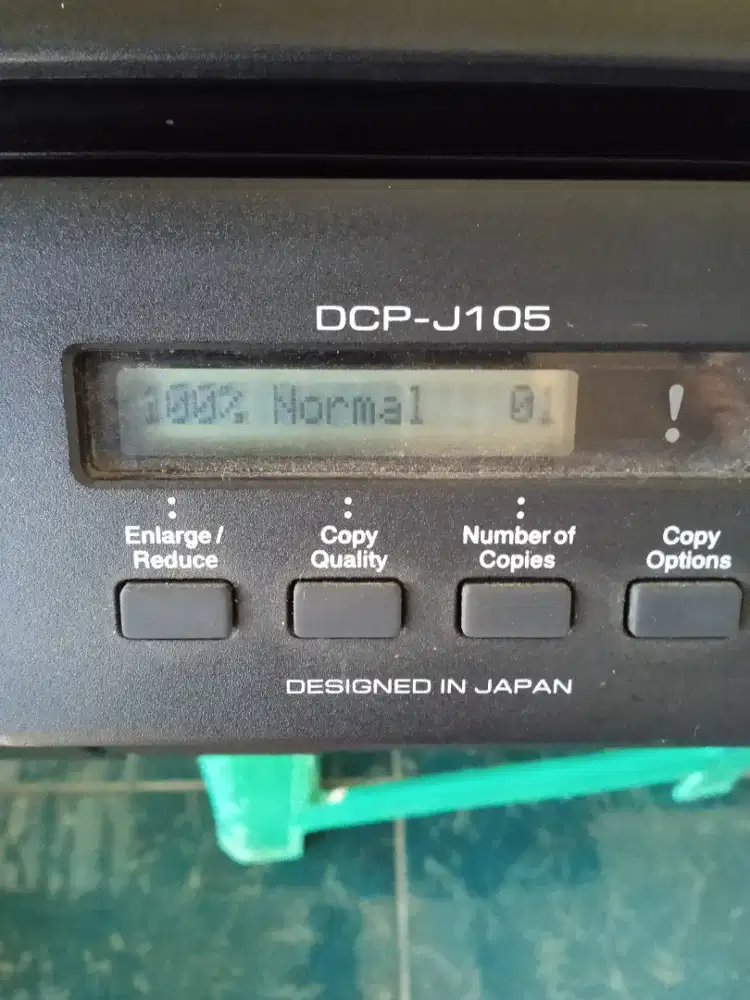 DCP-J105
100% Normal 01
!
Enlarge /
Reduce
Copy
Quality
Number of
Copies
Copy
Options
DESIGNED IN JAPAN